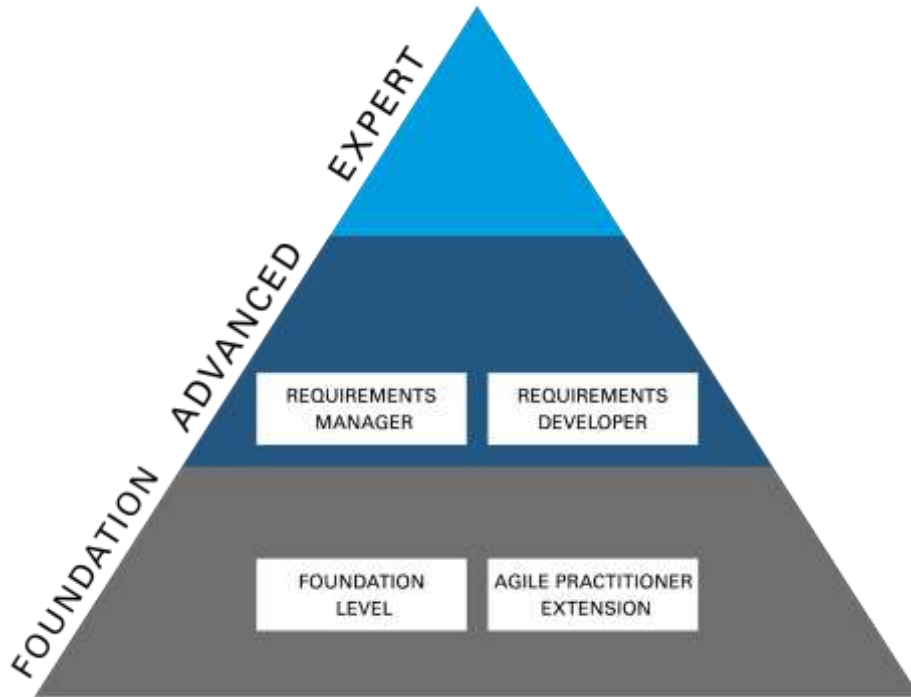 EXPERT
ADVANCED
REQUIREMENTS
MANAGER
REQUIREMENTS
DEVELOPER
FOUNDATION
FOUNDATION
LEVEL
AGILE PRACTITIONER
EXTENSION